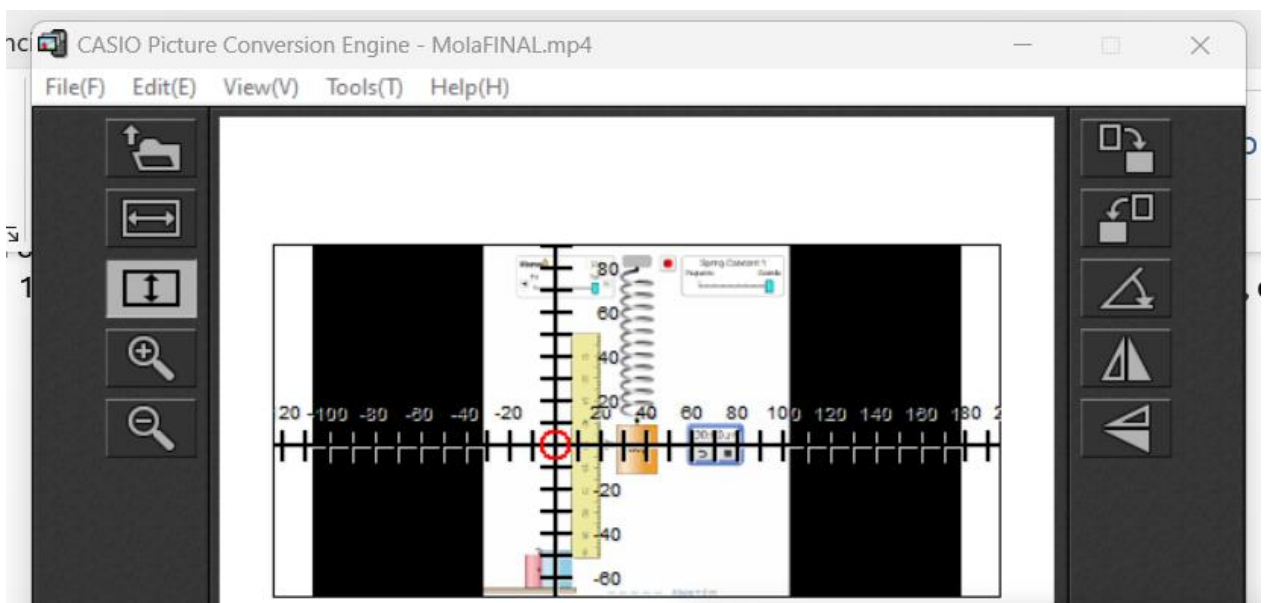 CASIO Picture Conversion Engine - MolaFINAL.mp4
File(F) Edit(E) View(V) Tools(T) Help(H)
80
Spring Constant 1
60
40
20
20 -100 -80 -60 -40 -20 20 40 60 80 100 120 140 160 180 2
-20
-40
-60